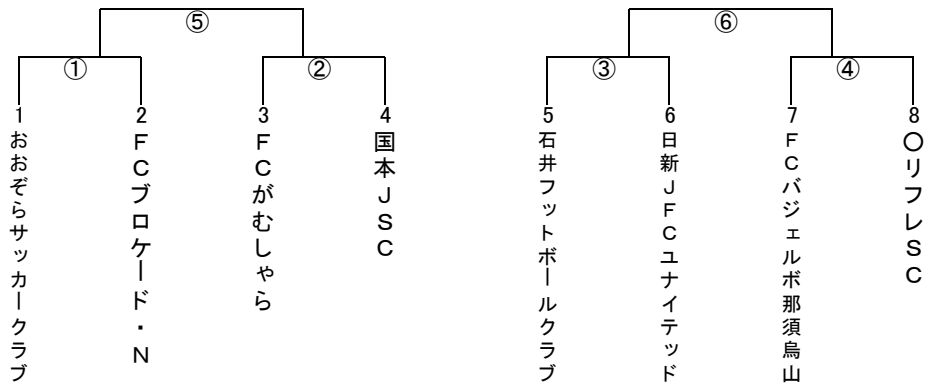 ⑤
⑥
①
②
③
④
1
おおぞらサッカークラブ
2
FCブロケード・N
3
FCがむしゃら
4
国本JSC
5
石井フットボールクラブ
6
日新JFCユナイテッド
7
FCバジェルボ那須烏山
8
〇リフレSC